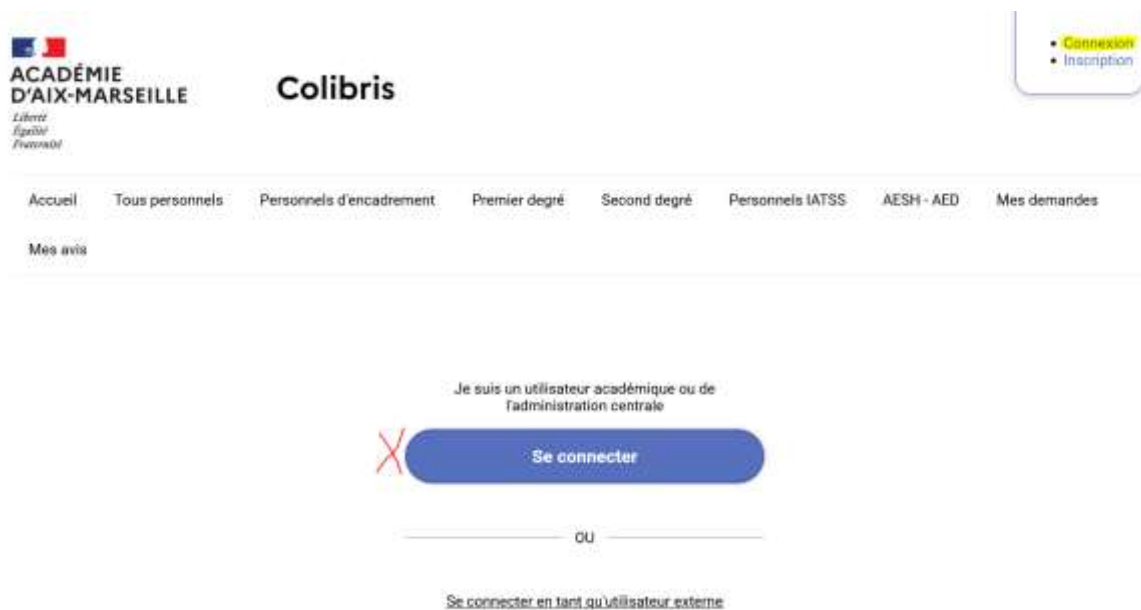 ACADÉMIE
D'AIX-MARSEILLE
Liberté
Égalité
Fraternité
Colibris
Connexion
Inscription
Accueil Tous personnels Personnels d'encadrement Premier degré Second degré Personnels IATSS AESH - AED Mes demandes
Mes avis
Je suis un utilisateur académique ou de
l'administration centrale
Se connecter
OU
Se connecter en tant qu'utilisateur externe